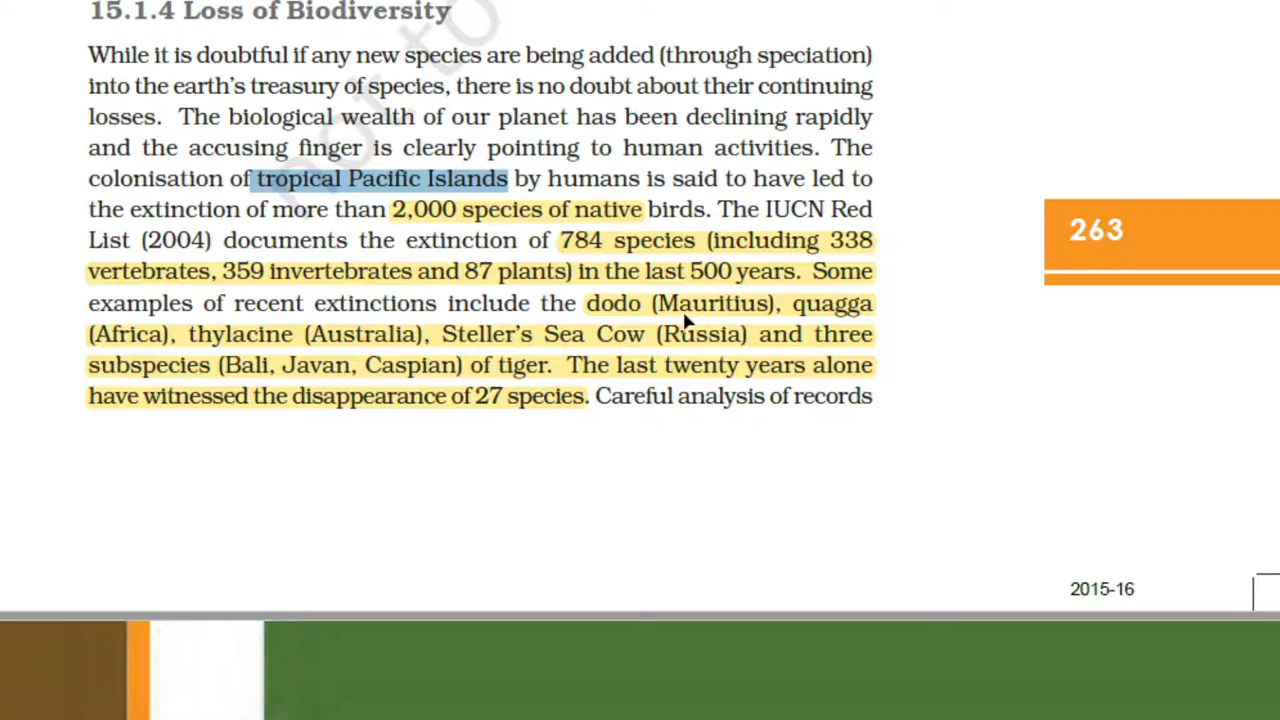 15.1.4 Loss of Biodiversity
While it is doubtful if any new species are being added (through speciation)
into the earth's treasury of species, there is no doubt about their continuing
losses. The biological wealth of our planet has been declining rapidly
and the accusing finger is clearly pointing to human activities. The
colonisation of tropical Pacific Islands by humans is said to have led to
the extinction of more than 2,000 species of native birds. The IUCN Red
List (2004) documents the extinction of 784 species (including 338
vertebrates, 359 invertebrates and 87 plants) in the last 500 years. Some
examples of recent extinctions include the dodo (Mauritius), quagga
(Africa), thylacine (Australia), Steller's Sea Cow (Russia) and three
subspecies (Bali, Javan, Caspian) of tiger. The last twenty years alone
have witnessed the disappearance of 27 species. Careful analysis of records
263
2015-16
not to